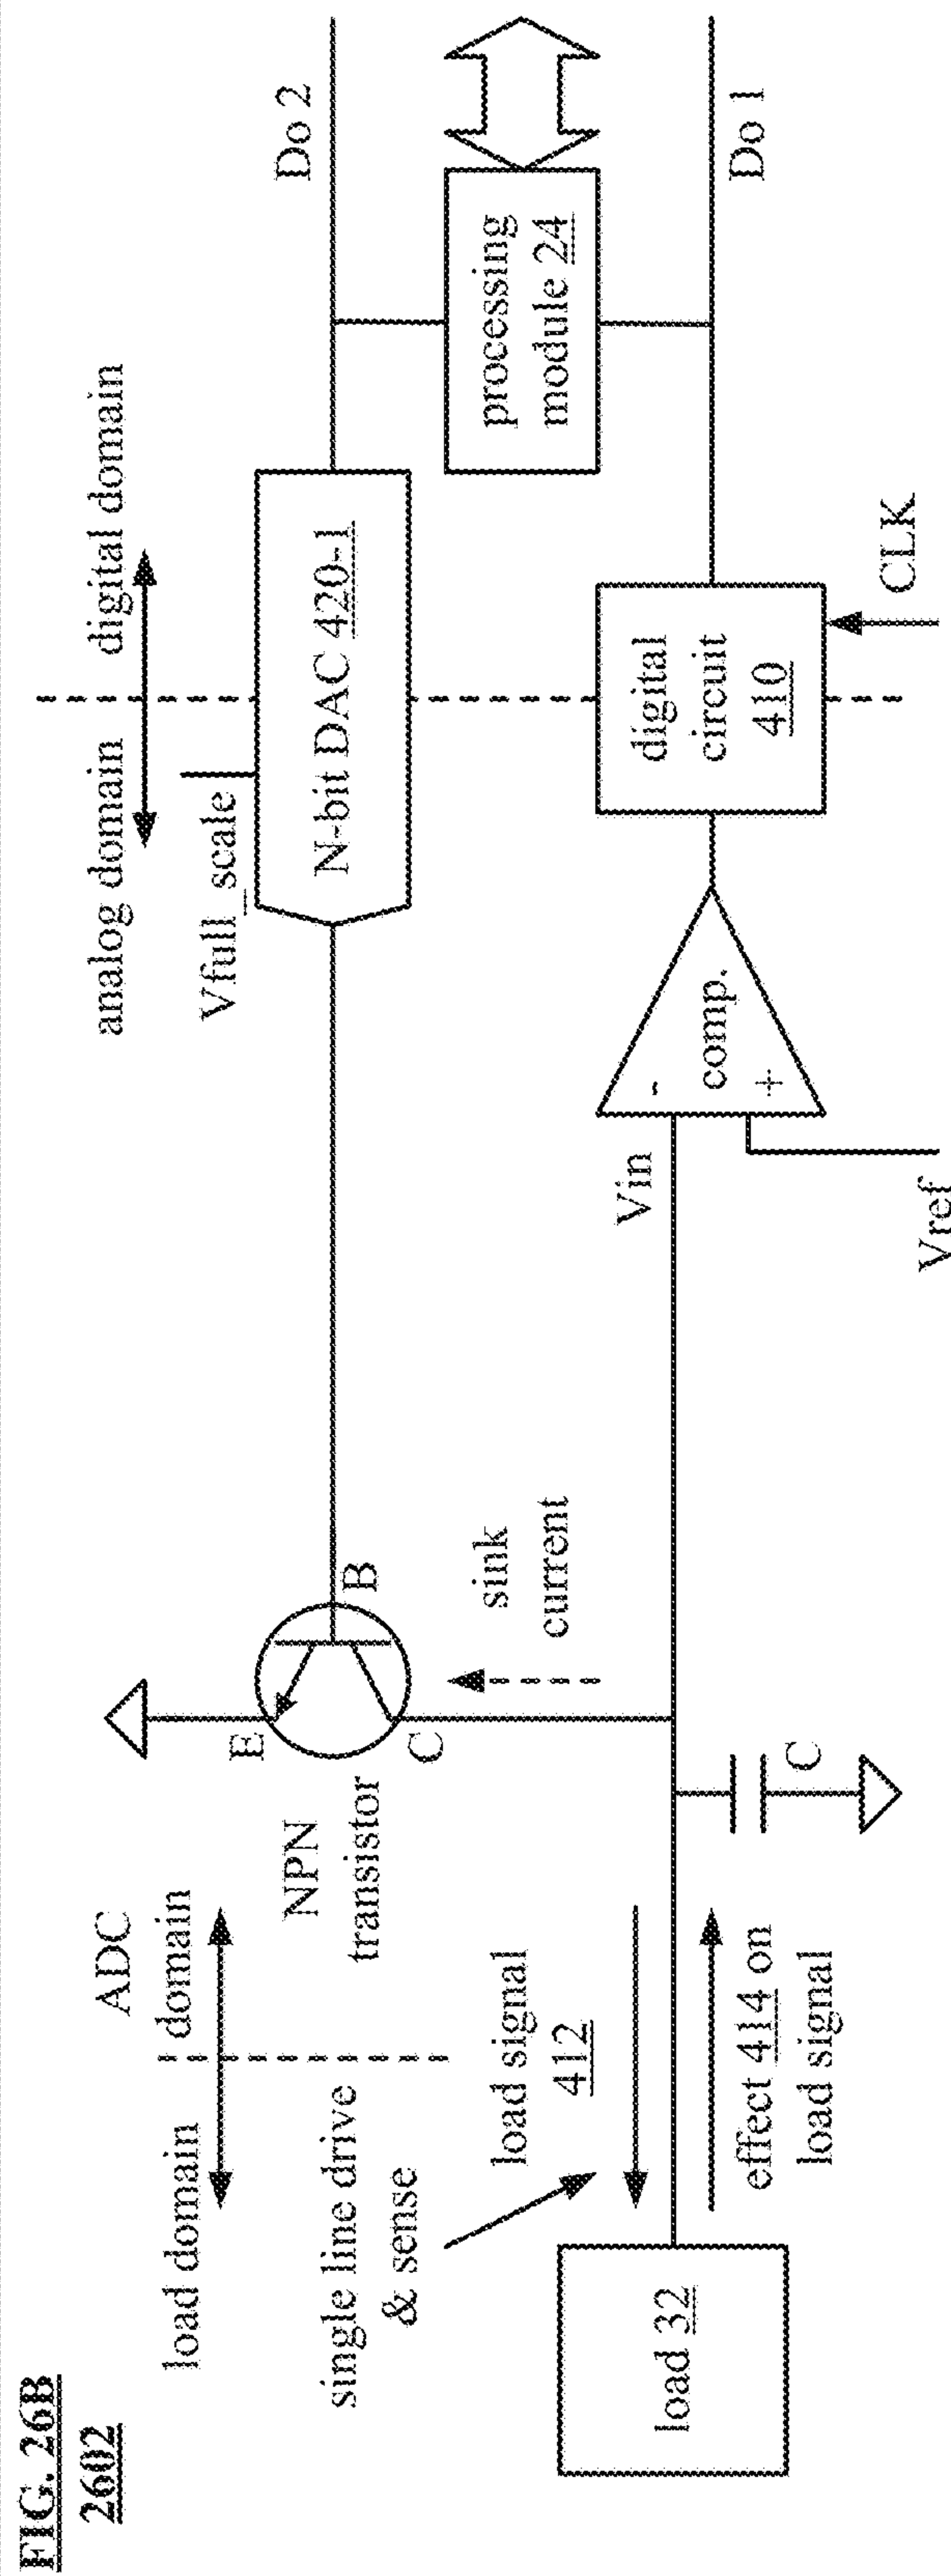 FIG. 26B
2602
load domain
ADC
domain
analog domain
digital domain
single line drive
& sense
NPN
transistor
E
B
C
Vfull_scale
N-bit DAC 420-1
Do 2
load signal
412
sink
current
processing
module 24
load 32
Vin
-
comp.
+
digital
circuit
410
Do 1
effect 414 on
load signal
C
Vref
CLK